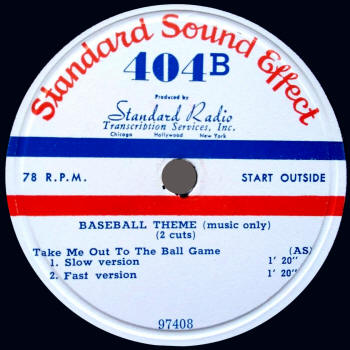 Standard Sound Effect
404B
Produced by
Standard Radio
Transcription Services, Inc.
Chicago Hollywood New York
78 R.P.M. START OUTSIDE
BASEBALL THEME (music only)
(2 cuts)
Take Me Out To The Ball Game (AS)
1. Slow version 1' 20"
2. Fast version 1' 20"
97403